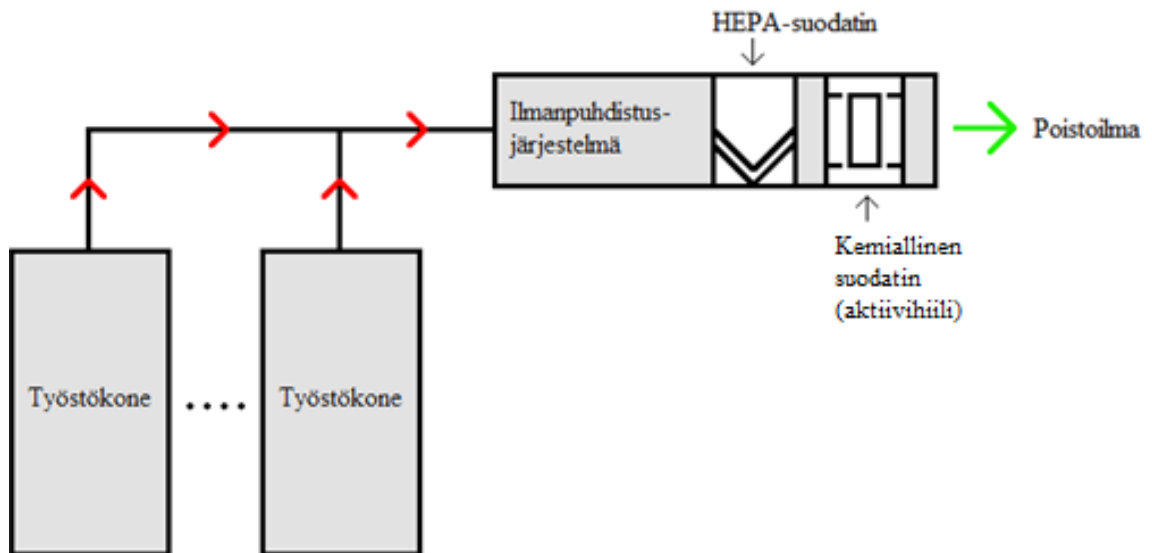 HEPA-suodatin
Ilmanpuhdistus-
järjestelmä
Poistoilma
Kemiallinen
suodatin
(aktiivihiili)
Työstökone
....
Työstökone